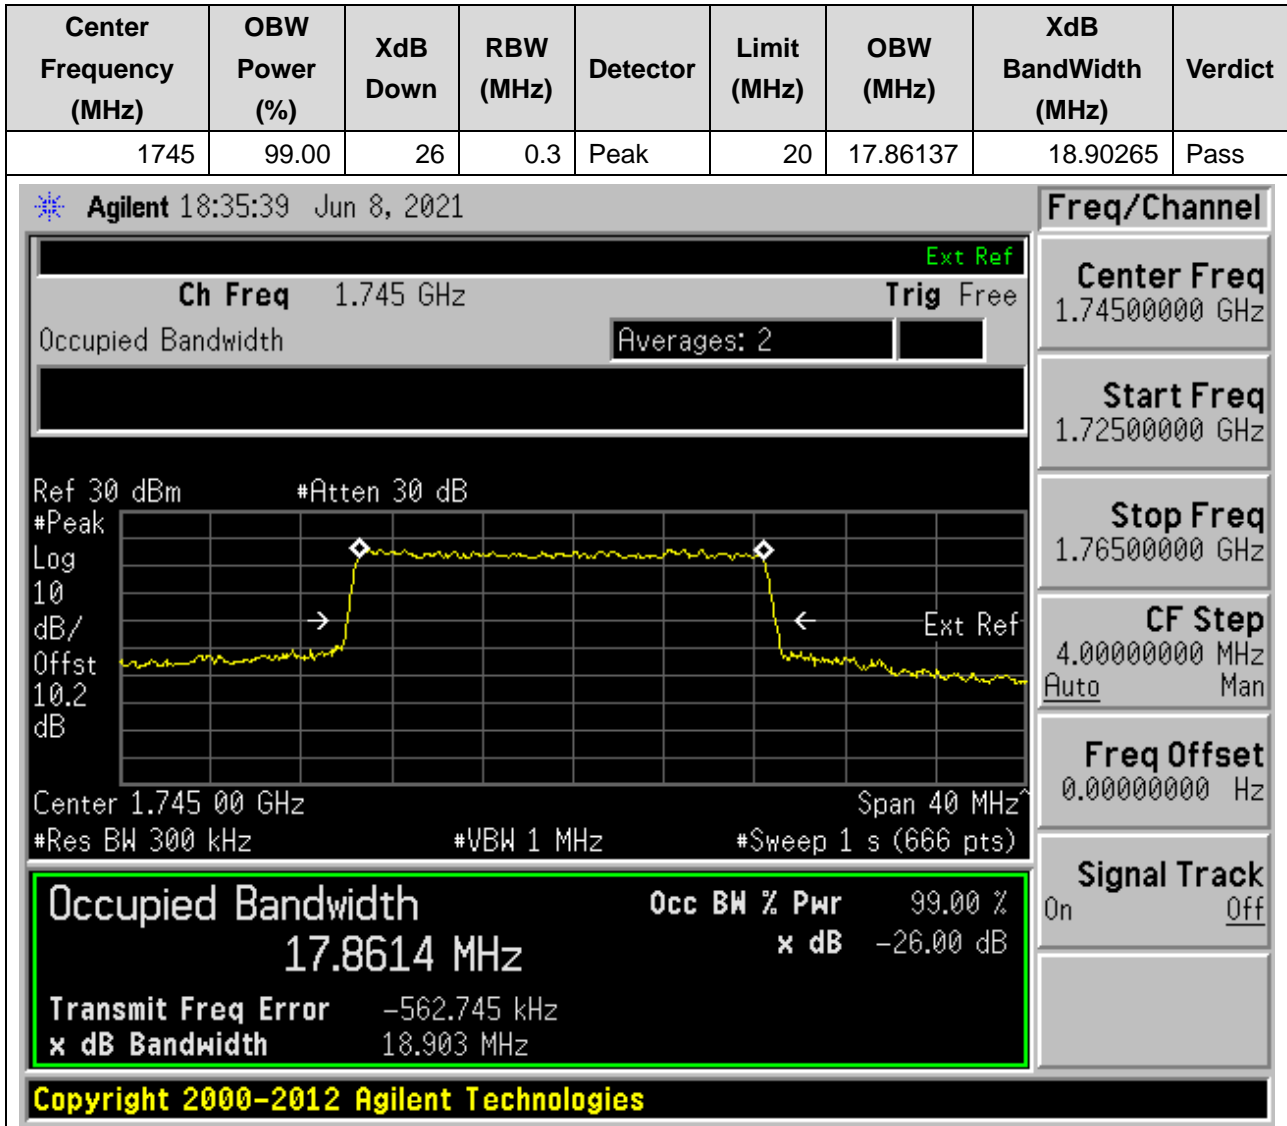 Center Frequency (MHz) OBW Power (%) XdB Down RBW (MHz) Detector Limit (MHz) OBW (MHz) XdB BandWidth (MHz) Verdict
1745 99.00 26 0.3 Peak 20 17.86137 18.90265 Pass
Agilent 18:35:39 Jun 8, 2021 Freq/Channel
Ext Ref
Ch Freq 1.745 GHz Trig Free
Occupied Bandwidth Averages: 2
Center Freq
1.74500000 GHz
Start Freq
1.72500000 GHz
Stop Freq
1.76500000 GHz
CF Step
4.00000000 MHz
Auto Man
Freq Offset
0.00000000 Hz
Signal Track
On Off
Ref 30 dBm #Atten 30 dB
#Peak
Log
10
dB/
Offst
10.2
dB
Ext Ref
Center 1.745 00 GHz Span 40 MHz^
#Res BW 300 kHz #VBW 1 MHz #Sweep 1 s (666 pts)
Occupied Bandwidth Occ BW % Pwr 99.00 %
17.8614 MHz x dB -26.00 dB
Transmit Freq Error -562.745 kHz
x dB Bandwidth 18.903 MHz
Copyright 2000-2012 Agilent Technologies